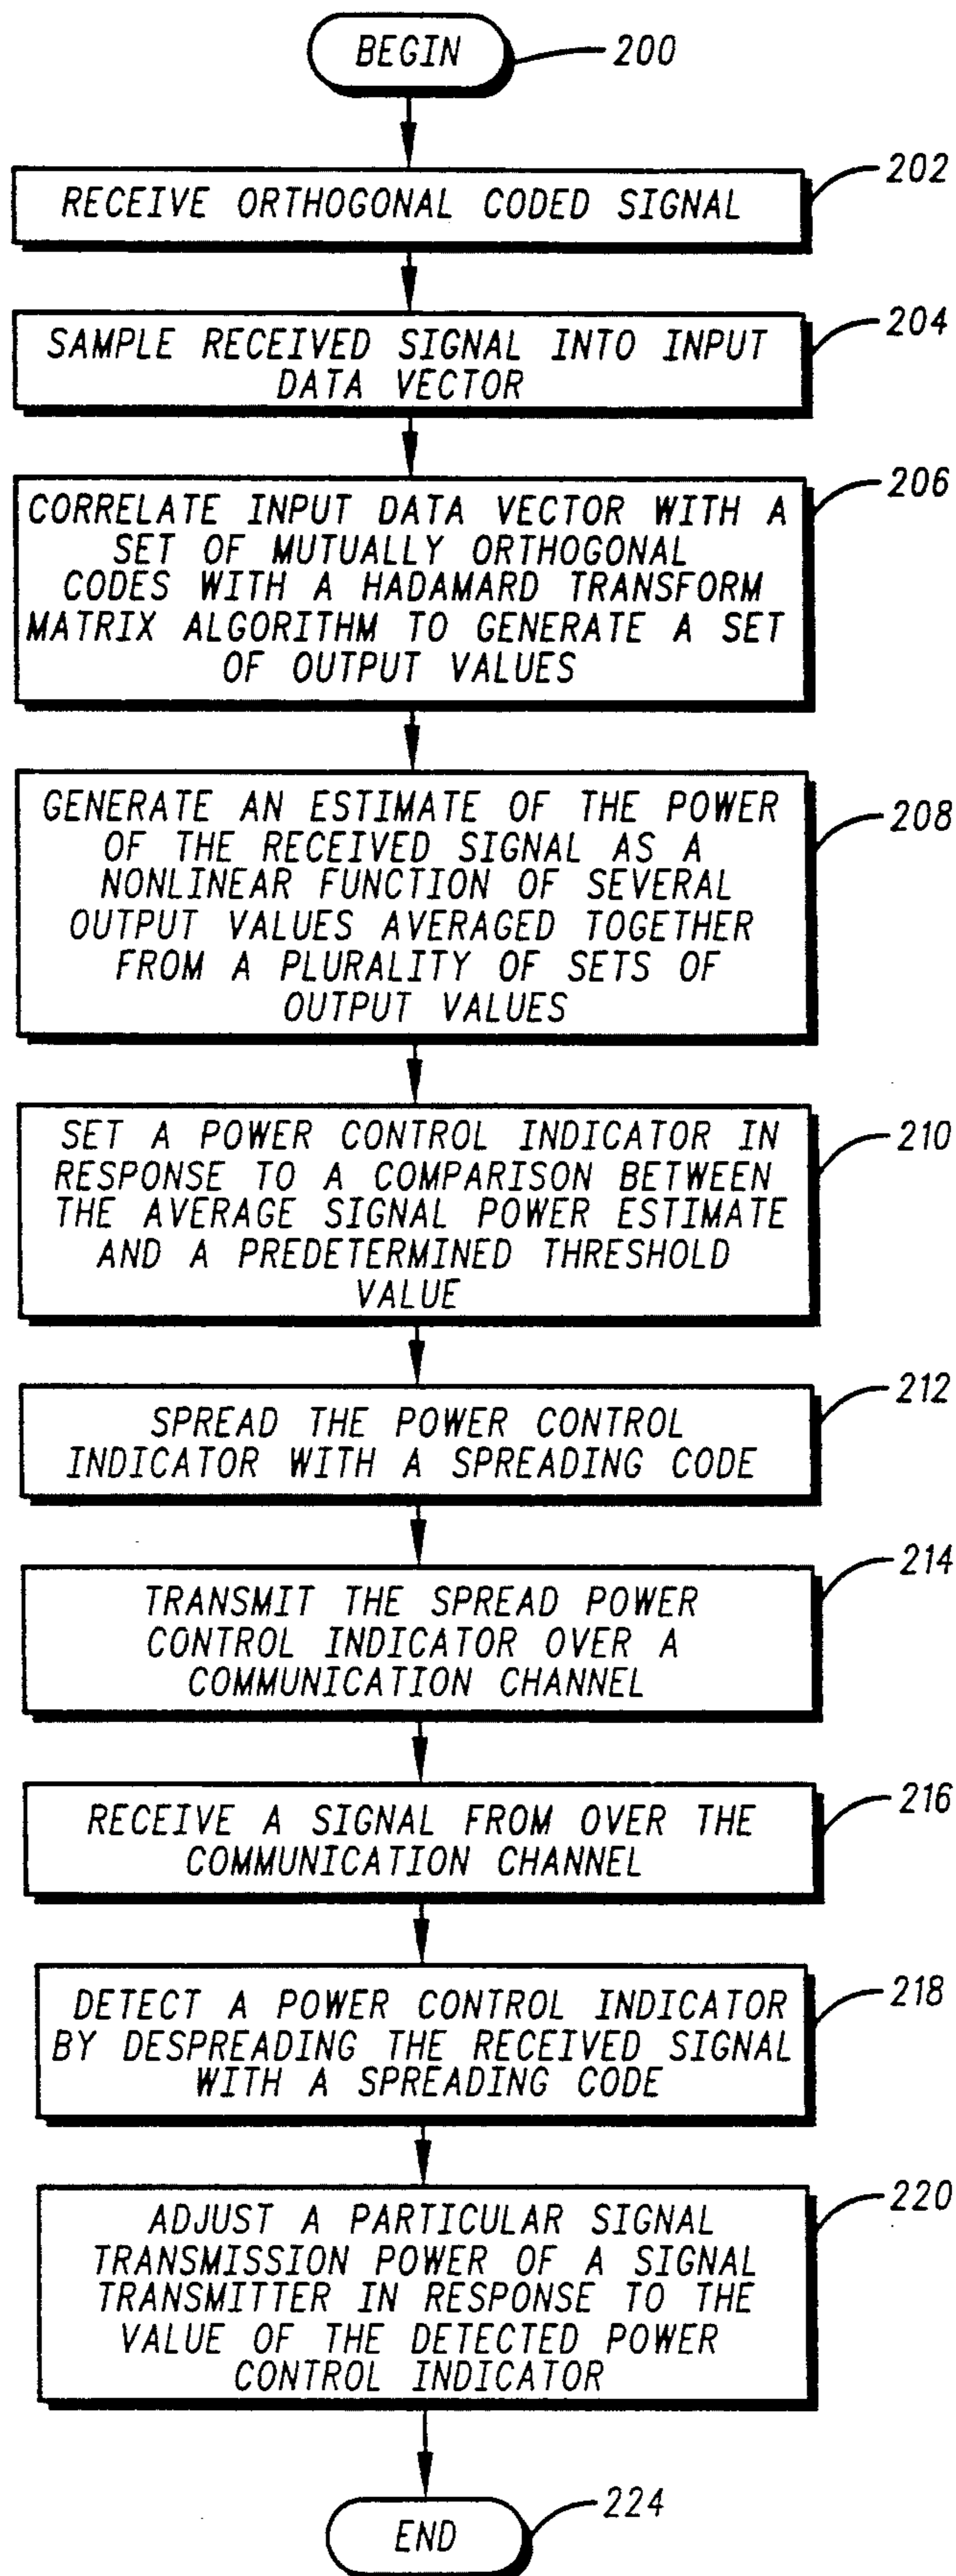 BEGIN
200
202
RECEIVE ORTHOGONAL CODED SIGNAL
204
SAMPLE RECEIVED SIGNAL INTO INPUT
DATA VECTOR
206
CORRELATE INPUT DATA VECTOR WITH A
SET OF MUTUALLY ORTHOGONAL
CODES WITH A HADAMARD TRANSFORM
MATRIX ALGORITHM TO GENERATE A SET
OF OUTPUT VALUES
208
GENERATE AN ESTIMATE OF THE POWER
OF THE RECEIVED SIGNAL AS A
NONLINEAR FUNCTION OF SEVERAL
OUTPUT VALUES AVERAGED TOGETHER
FROM A PLURALITY OF SETS OF
OUTPUT VALUES
210
SET A POWER CONTROL INDICATOR IN
RESPONSE TO A COMPARISON BETWEEN
THE AVERAGE SIGNAL POWER ESTIMATE
AND A PREDETERMINED THRESHOLD
VALUE
212
SPREAD THE POWER CONTROL
INDICATOR WITH A SPREADING CODE
214
TRANSMIT THE SPREAD POWER
CONTROL INDICATOR OVER A
COMMUNICATION CHANNEL
216
RECEIVE A SIGNAL FROM OVER THE
COMMUNICATION CHANNEL
218
DETECT A POWER CONTROL INDICATOR
BY DESPREADING THE RECEIVED SIGNAL
WITH A SPREADING CODE
220
ADJUST A PARTICULAR SIGNAL
TRANSMISSION POWER OF A SIGNAL
TRANSMITTER IN RESPONSE TO THE
VALUE OF THE DETECTED POWER
CONTROL INDICATOR
224
END